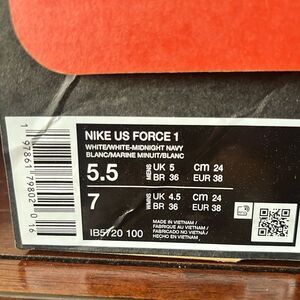 NIKE US FORCE 1
WHITE/WHITE-MIDNIGHT NAVY
BLANC/MARINE MINUIT/BLANC
5.5 MENS UK 5 cm 24
BR 36 EUR 38
7 WMNS UK 4.5 cm 24
BR 36 EUR 38
IB5720 100
MADE IN VIETNAM /
FABRIQUE AU VIETNAM /
FABRICADO NO VIETNÃ /
HECHO EN VIETNAM